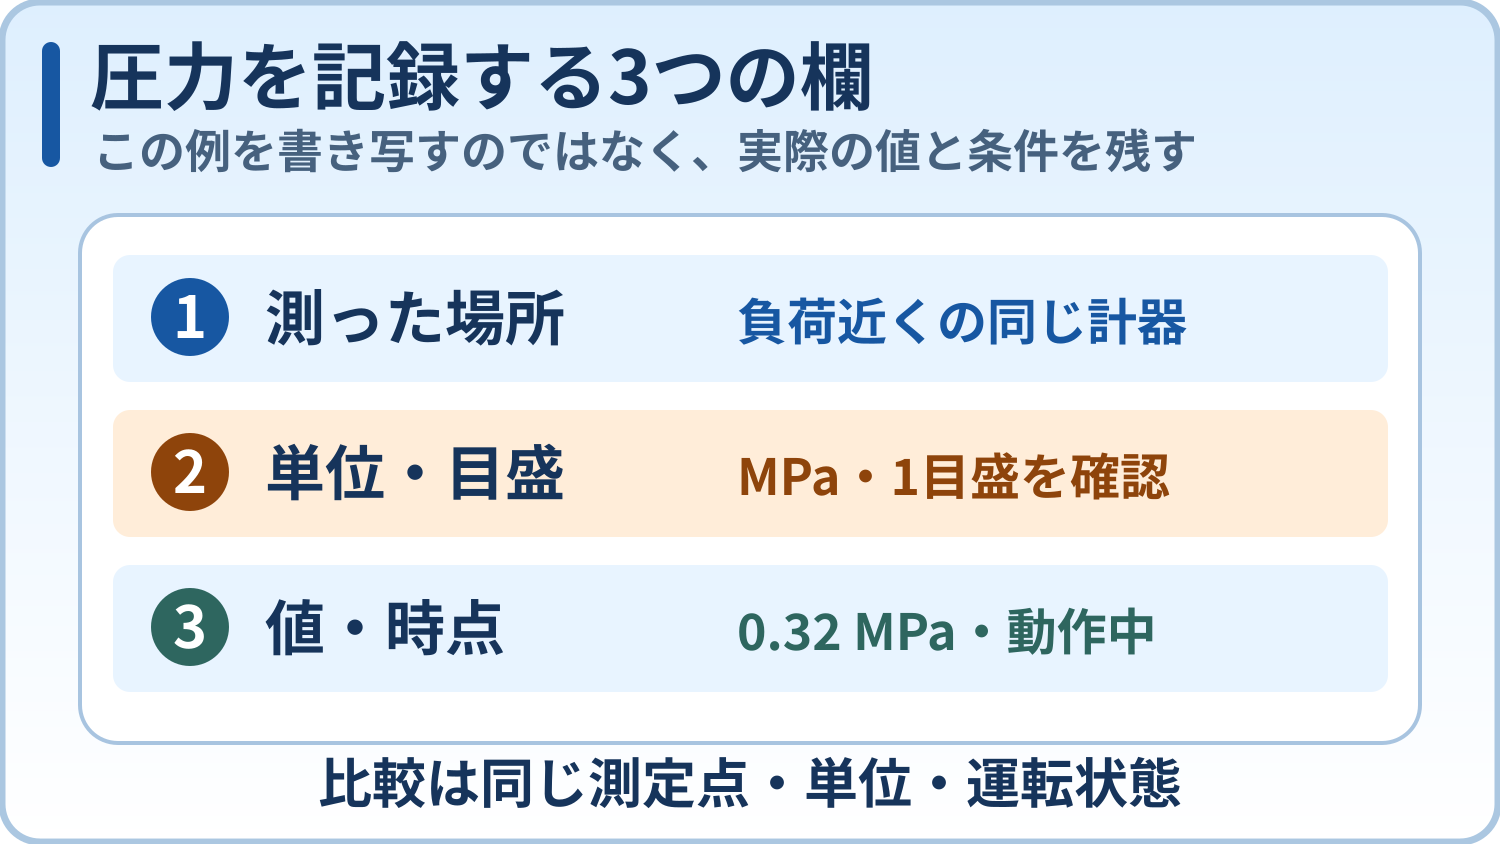 圧力を記録する3つの欄
この例を書き写すのではなく、実際の値と条件を残す
1 測った場所 負荷近くの同じ計器
2 単位・目盛 MPa・1目盛を確認
3 値・時点 0.32 MPa・動作中
比較は同じ測定点・単位・運転状態